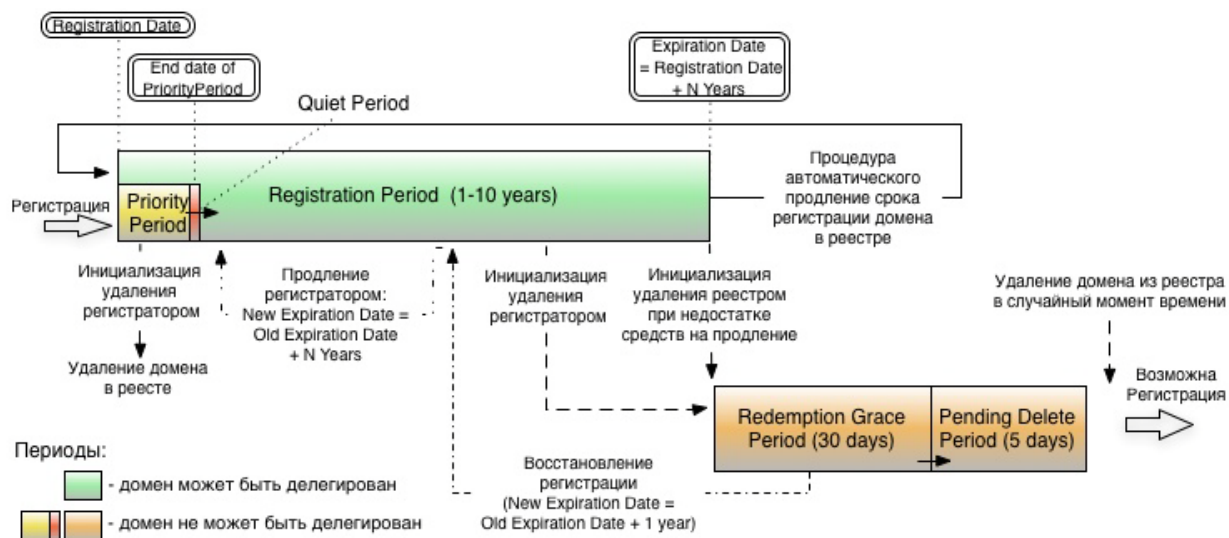 Registration Date
End date of
PriorityPeriod
Quiet Period
Expiration Date
= Registration Date
+ N Years
Регистрация
Priority
Period
Registration Period (1-10 years)
Процедура
автоматического
продление срока
регистрации домена
в реестре
Инициализация
удаления
регистратором
Удаление домена
в реесте
Продление
регистратором:
New Expiration Date =
Old Expiration Date
+ N Years
Инициализация
удаления
регистратором
Инициализация
удаления реестром
при недостатке
средств на продление
Удаление домена из реестра
в случайный момент времени
Redemption Grace
Period (30 days)
Pending Delete
Period (5 days)
Возможна
Регистрация
Восстановление
регистрации
(New Expiration Date =
Old Expiration Date + 1 year)
Периоды:
- домен может быть делегирован
- домен не может быть делегирован